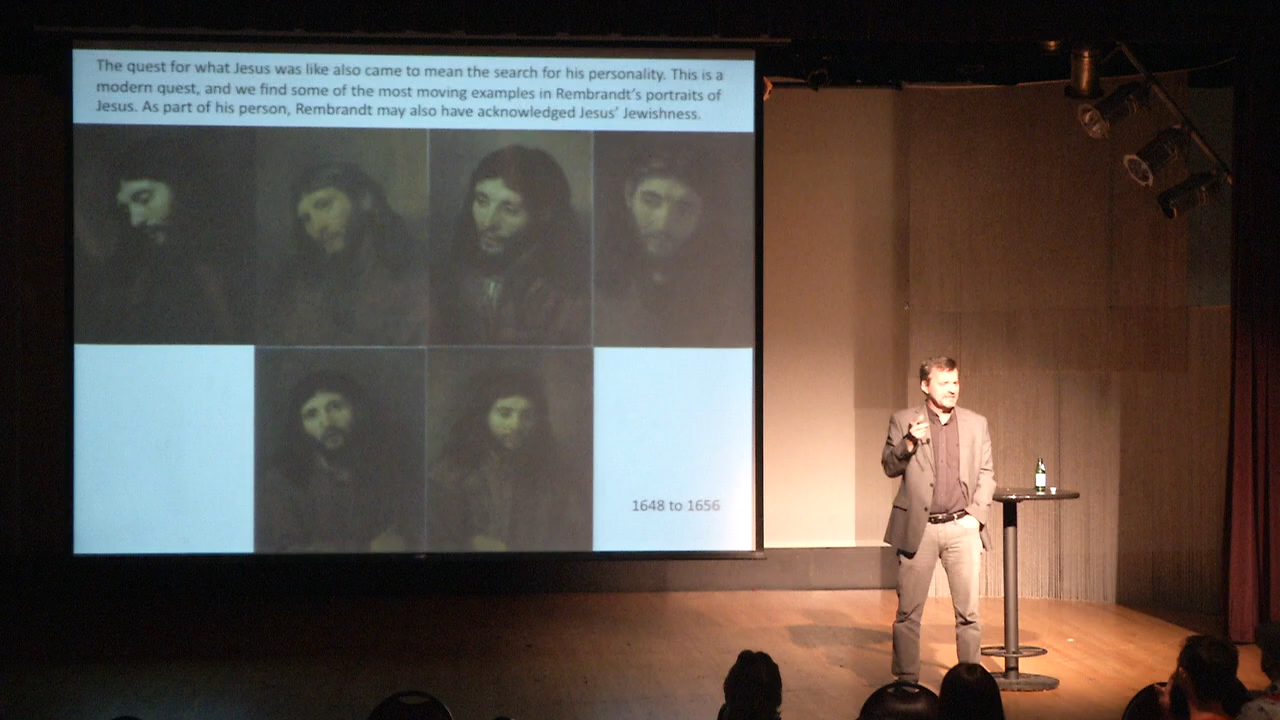 The quest for what Jesus was like also came to mean the search for his personality. This is a
modern quest, and we find some of the most moving examples in Rembrandt's portraits of
Jesus. As part of his person, Rembrandt may also have acknowledged Jesus' Jewishness.
1648 to 1656